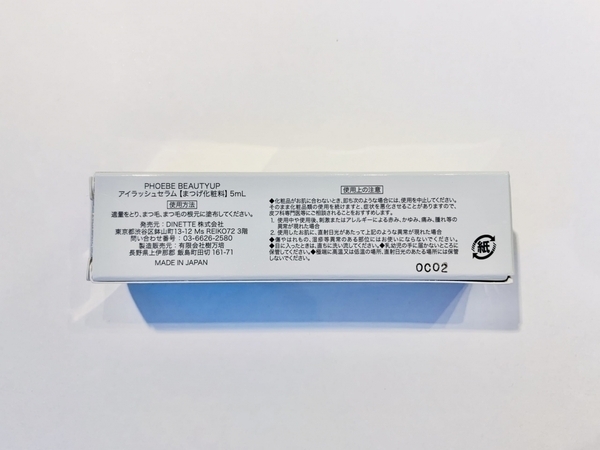 PHOEBE BEAUTYUP
アイラッシュセラム【まつげ化粧料】5mL
使用方法
適量をとり、まつ毛、まつ毛の根元に塗布してください。
発売元：DINETTE 株式会社
東京都渋谷区鉢山町 13-12 Ms REIKO72 3階
問い合わせ番号：03-6626-2580
製造販売元：有限会社樹万培
長野県上伊那郡 飯島町田切 161-71
MADE IN JAPAN
使用上の注意
◆化粧品がお肌に合わないとき、即ち次のような場合には、使用を中止してください。
そのまま化粧品類の使用を続けますと、症状を悪化させることがありますので、
皮フ科専門医等にご相談されることをおすすめします。
1. 使用中や使用後、刺激またはアレルギーによる赤み、かゆみ、痛み、腫れ等の
異常が現れた場合
2. 使用したお肌に、直射日光があたって上記のような異常が現れた場合
◆傷やはれもの、湿疹等異常のある部位にはお使いにならないでください。
◆目に入ったときは、直ちに洗い流してください。◆乳幼児の手に届かないところに
保管してください。◆極端に高温又は低温の場所、直射日光のあたる場所には保管
しないでください。
紙
0C02